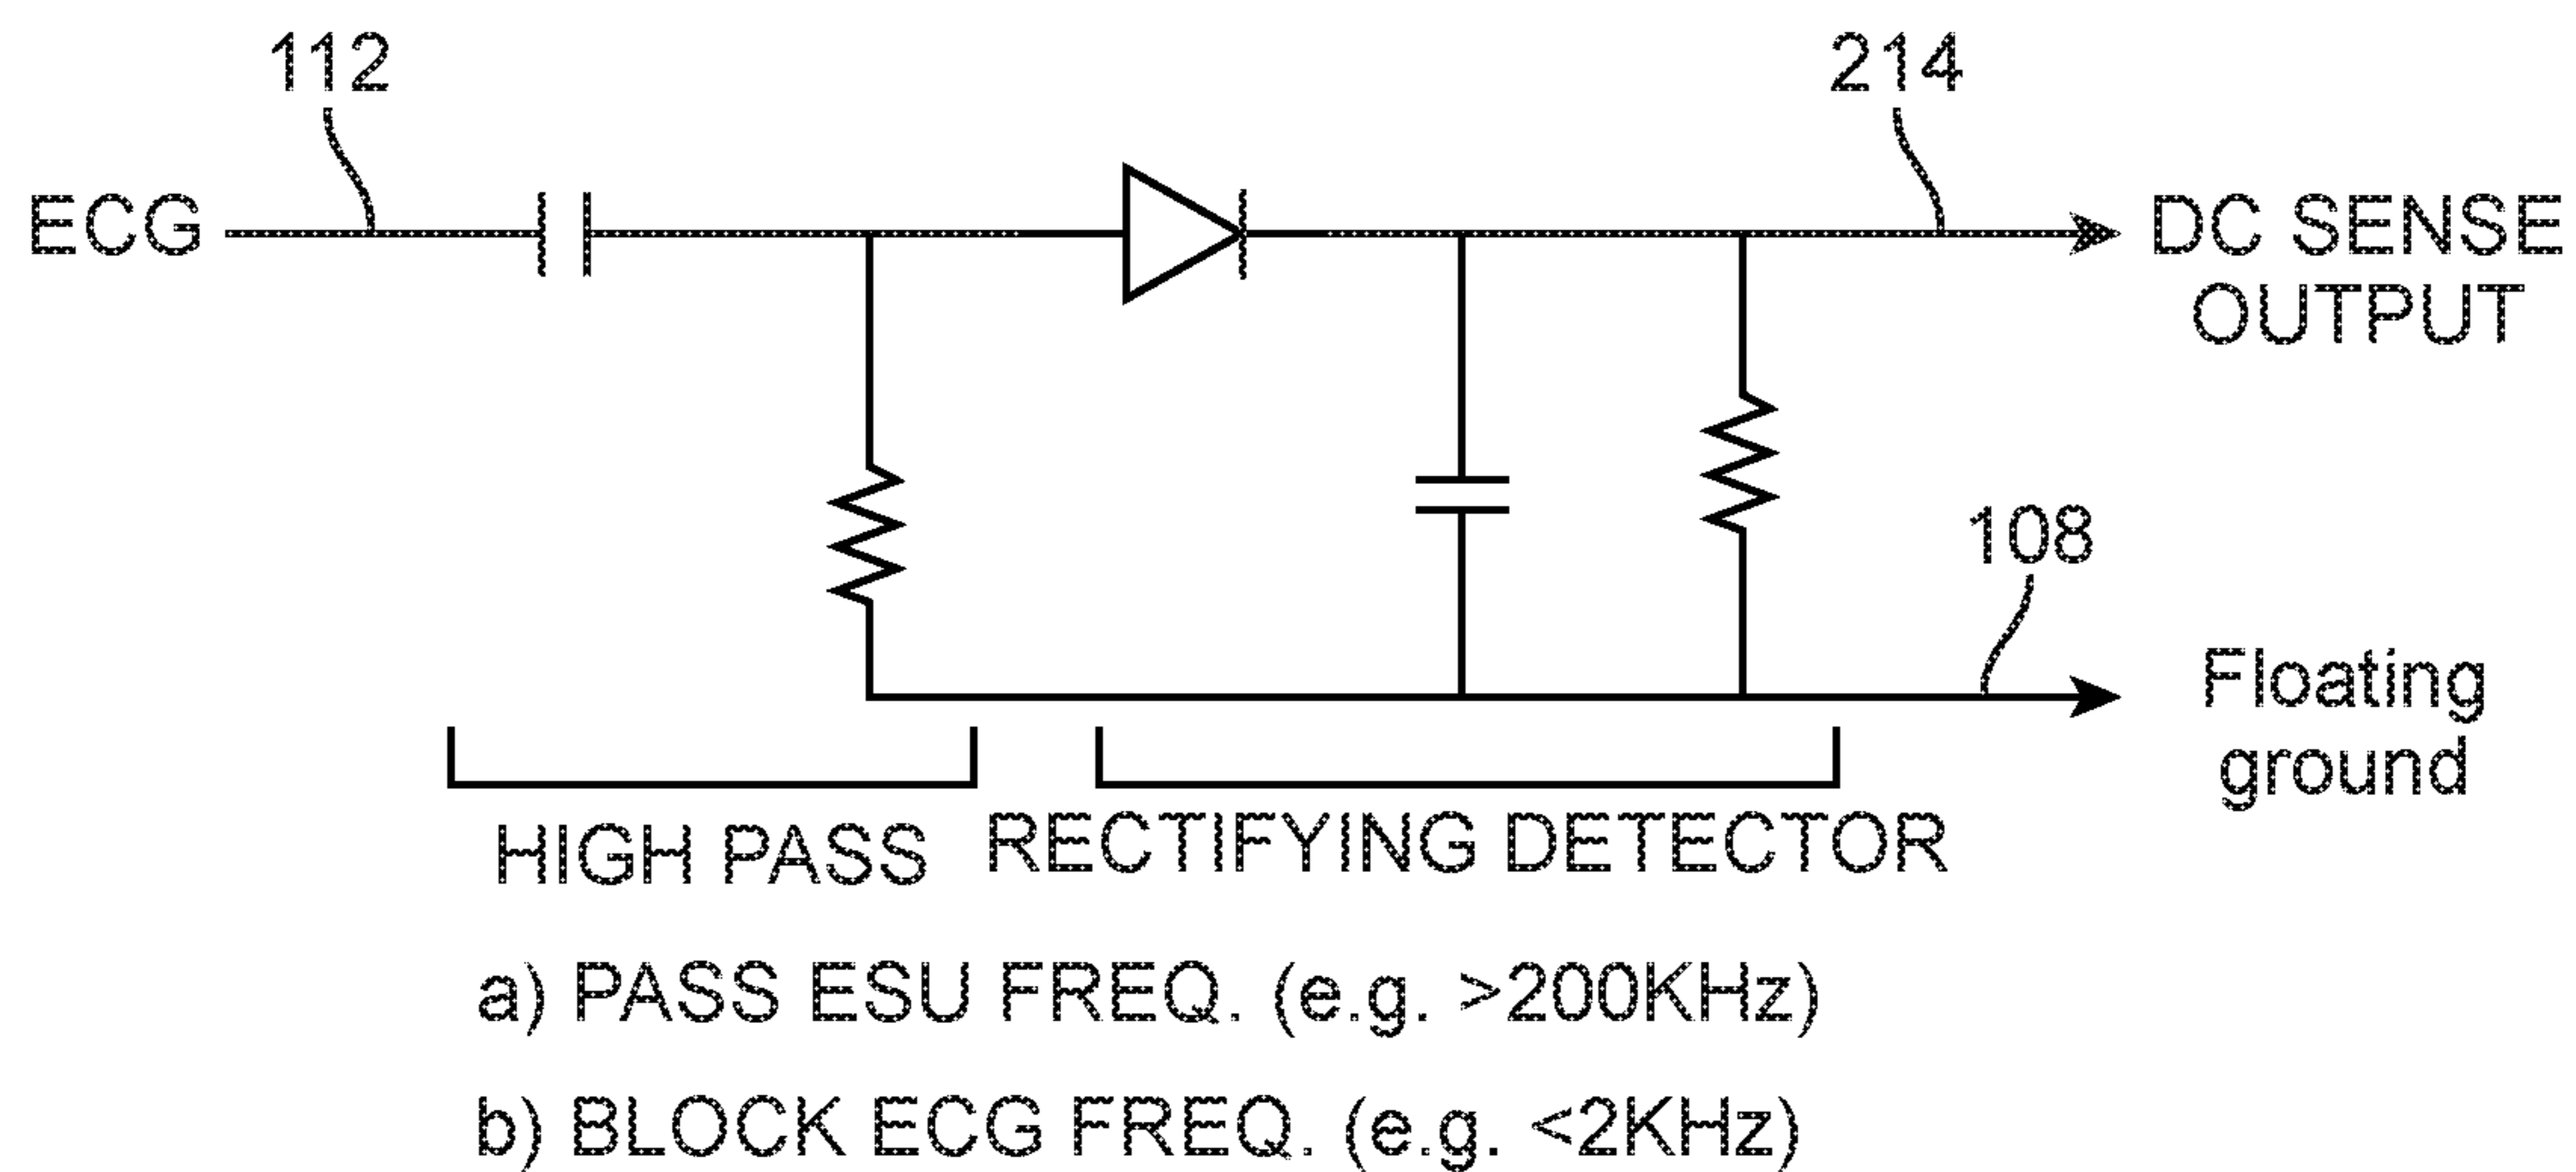 112
214
ECG
DC SENSE
OUTPUT
108
Floating
ground
HIGH PASS
RECTIFYING DETECTOR
a) PASS ESU FREQ. (e.g. >200KHz)
b) BLOCK ECG FREQ. (e.g. <2KHz)